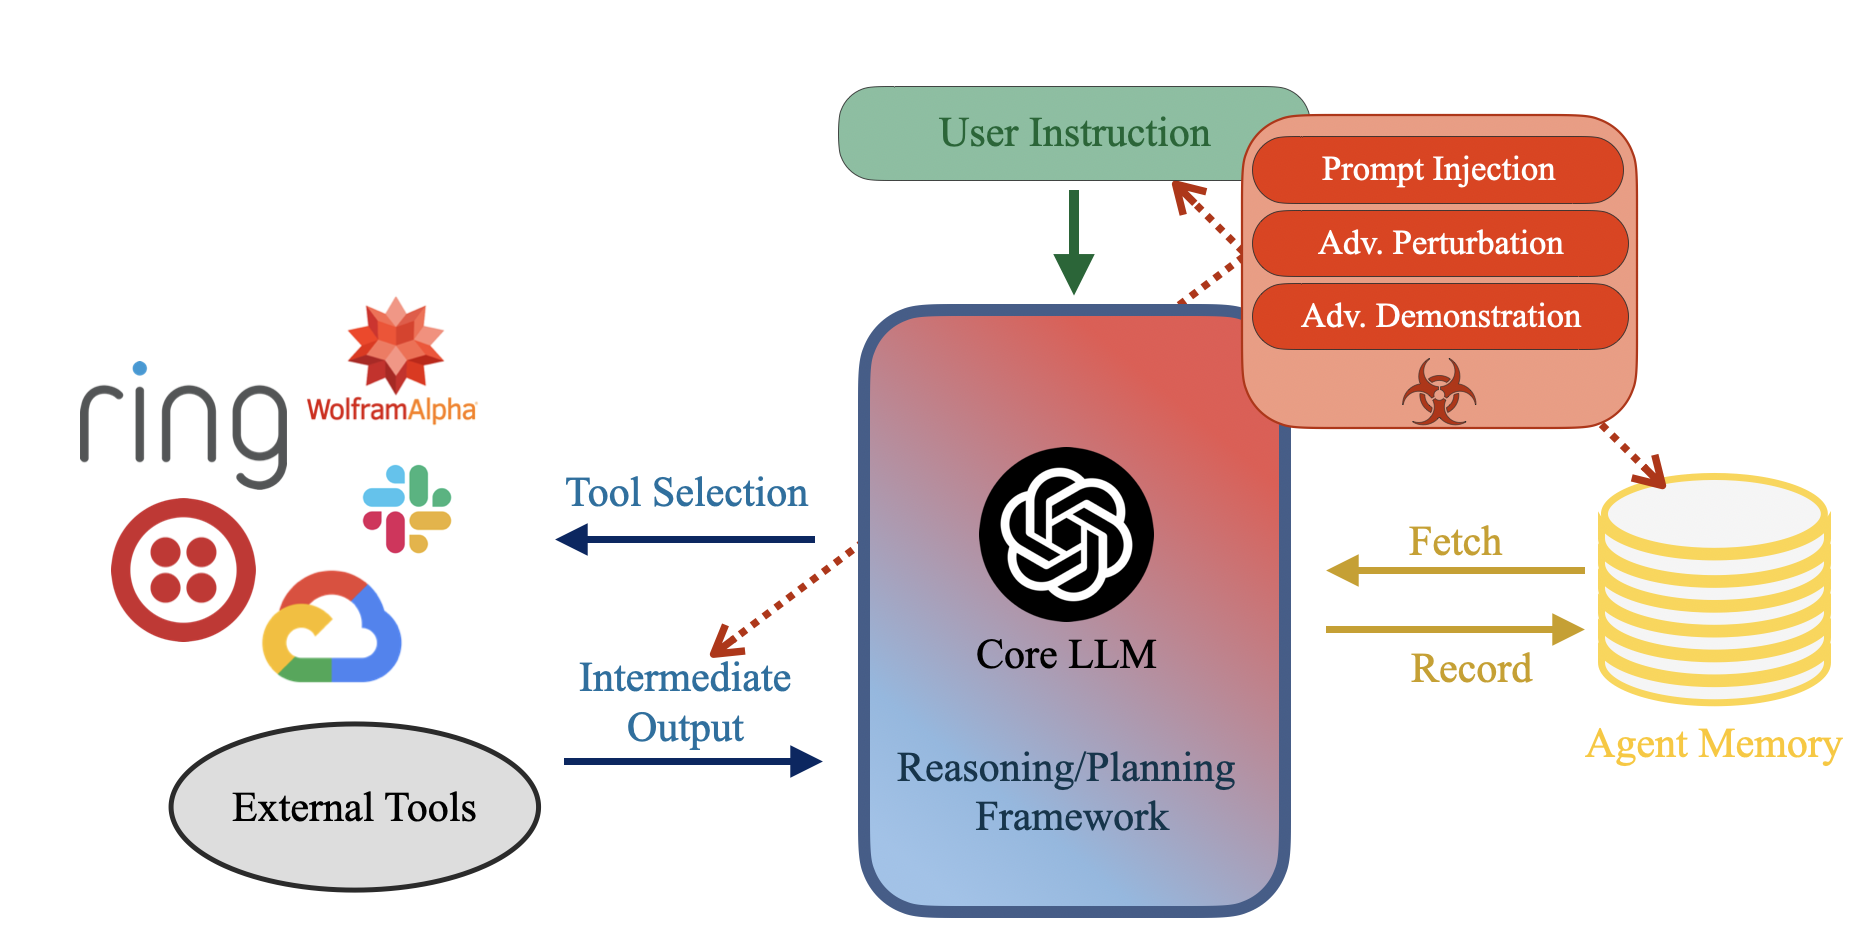 User Instruction
Prompt Injection
Adv. Perturbation
Adv. Demonstration
ring
WolframAlpha
Tool Selection
Intermediate
Output
External Tools
Core LLM
Reasoning/Planning
Framework
Fetch
Record
Agent Memory